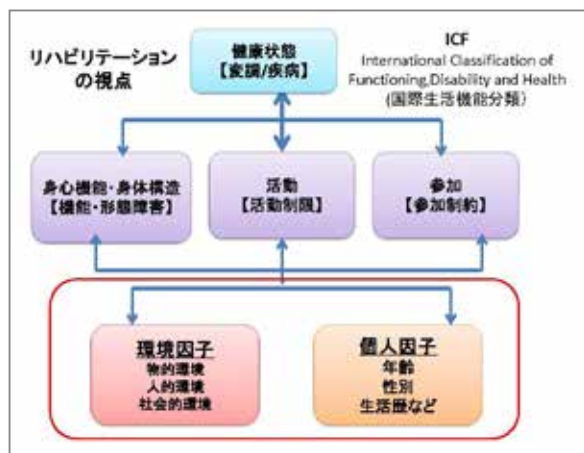 リハビリテーション
の視点
健康状態
【変調/疾病】
ICF
International Classification of
Functioning,Disability and Health
(国際生活機能分類)
心身機能・身体構造
【機能・形態障害】
活動
【活動制限】
参加
【参加制約】
環境因子
物的環境
人的環境
社会的環境
個人因子
年齢
性別
生活歴など